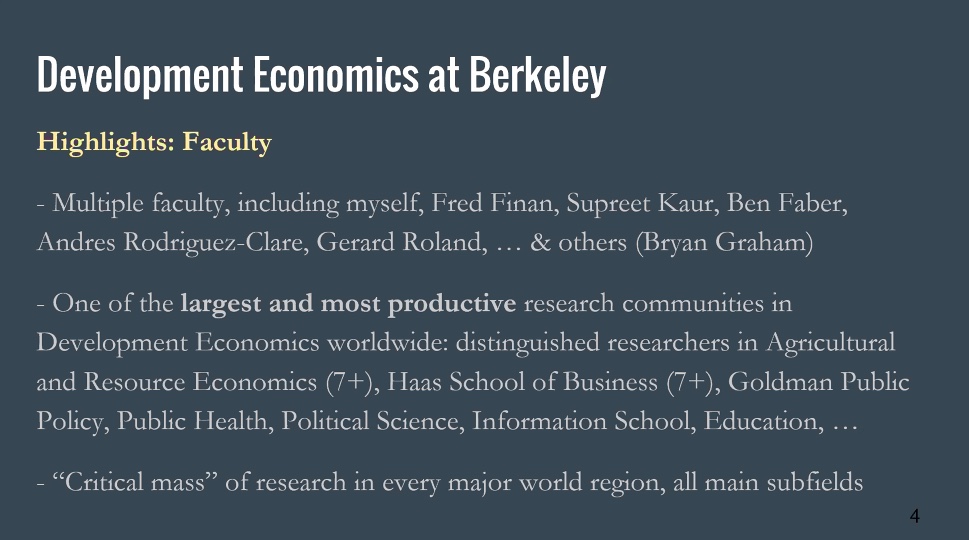 Development Economics at Berkeley
Highlights: Faculty
- Multiple faculty, including myself, Fred Finan, Supreet Kaur, Ben Faber,
Andres Rodriguez-Clare, Gerard Roland, … & others (Bryan Graham)
- One of the largest and most productive research communities in
Development Economics worldwide: distinguished researchers in Agricultural
and Resource Economics (7+), Haas School of Business (7+), Goldman Public
Policy, Public Health, Political Science, Information School, Education, …
- “Critical mass” of research in every major world region, all main subfields
4